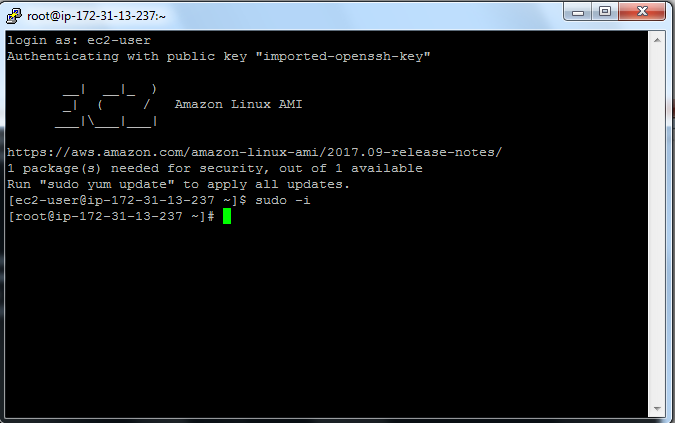 root@ip-172-31-13-237:~
login as: ec2-user
Authenticating with public key "imported-openssh-key"
       __|  __|_  )
       _|  (     /   Amazon Linux AMI
      ___|\___|___|
https://aws.amazon.com/amazon-linux-ami/2017.09-release-notes/
1 package(s) needed for security, out of 1 available
Run "sudo yum update" to apply all updates.
[ec2-user@ip-172-31-13-237 ~]$ sudo -i
[root@ip-172-31-13-237 ~]#